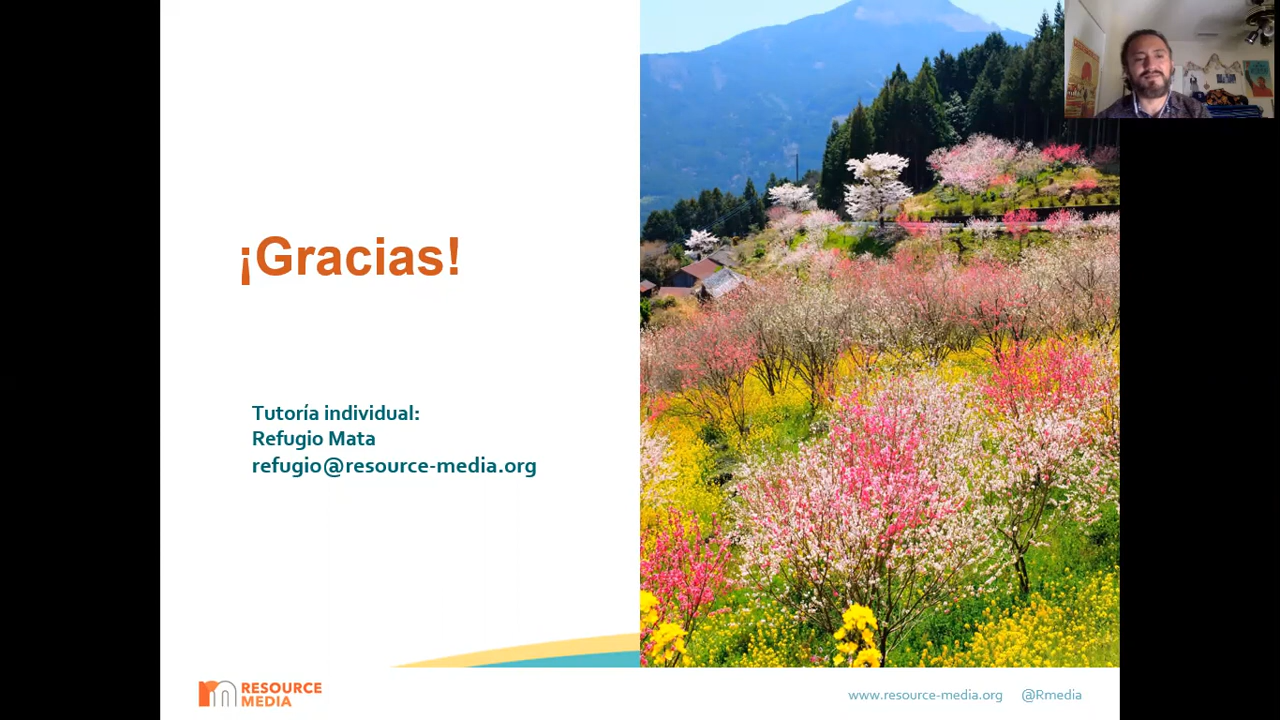 ¡Gracias!
Tutoría individual:
Refugio Mata
refugio@resource-media.org
RESOURCE
MEDIA
www.resource-media.org @Rmedia